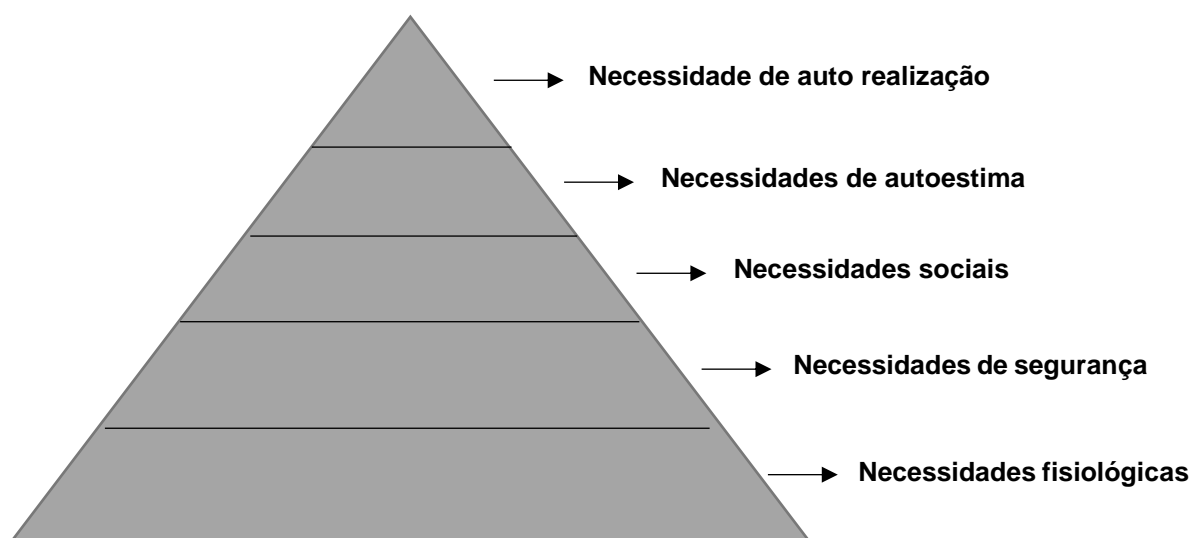 Necessidade de auto realização
Necessidades de autoestima
Necessidades sociais
Necessidades de segurança
Necessidades fisiológicas